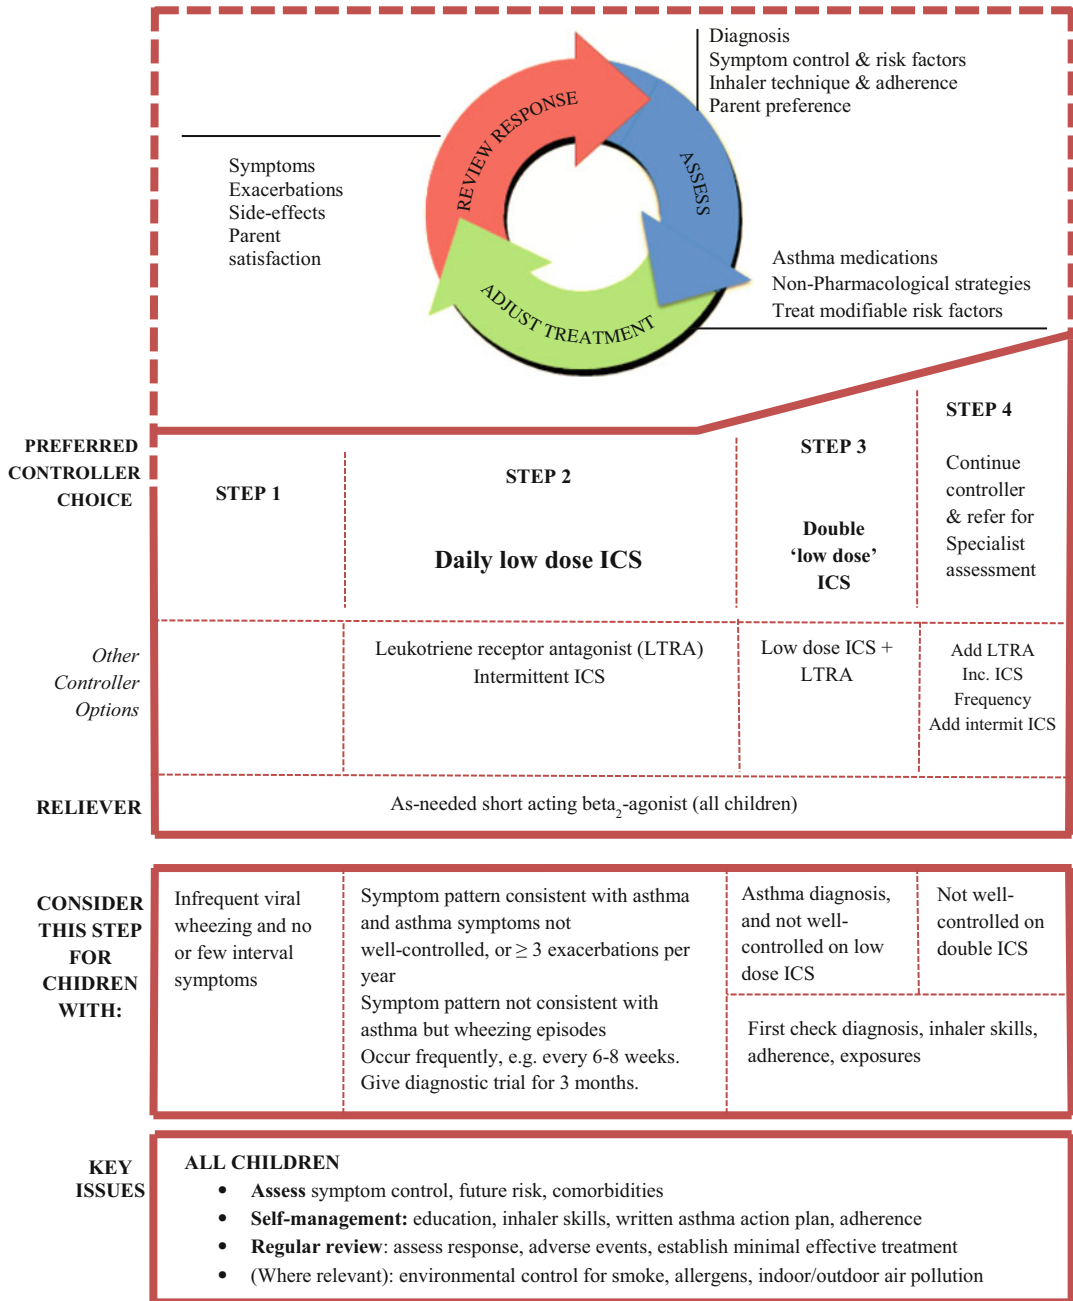 Diagnosis
Symptom control & risk factors
Inhaler technique & adherence
Parent preference
REVIEW RESPONSE
ASSESS
ADJUST TREATMENT
Symptoms
Exacerbations
Side-effects
Parent
satisfaction
Asthma medications
Non-Pharmacological strategies
Treat modifiable risk factors
PREFERRED
CONTROLLER
CHOICE
STEP 1
STEP 2
Daily low dose ICS
STEP 3
Double
‘low dose’
ICS
STEP 4
Continue
controller
& refer for
Specialist
assessment
Other
Controller
Options
Leukotriene receptor antagonist (LTRA)
Intermittent ICS
Low dose ICS +
LTRA
Add LTRA
Inc. ICS
Frequency
Add intermit ICS
RELIEVER
As-needed short acting beta₂-agonist (all children)
CONSIDER
THIS STEP
FOR
CHIDREN
WITH:
Infrequent viral
wheezing and no
or few interval
symptoms
Symptom pattern consistent with asthma
and asthma symptoms not
well-controlled, or ≥ 3 exacerbations per
year
Symptom pattern not consistent with
asthma but wheezing episodes
Occur frequently, e.g. every 6-8 weeks.
Give diagnostic trial for 3 months.
Asthma diagnosis,
and not well-
controlled on low
dose ICS
Not well-
controlled on
double ICS
First check diagnosis, inhaler skills,
adherence, exposures
KEY
ISSUES
ALL CHILDREN
• Assess symptom control, future risk, comorbidities
• Self-management: education, inhaler skills, written asthma action plan, adherence
• Regular review: assess response, adverse events, establish minimal effective treatment
• (Where relevant): environmental control for smoke, allergens, indoor/outdoor air pollution